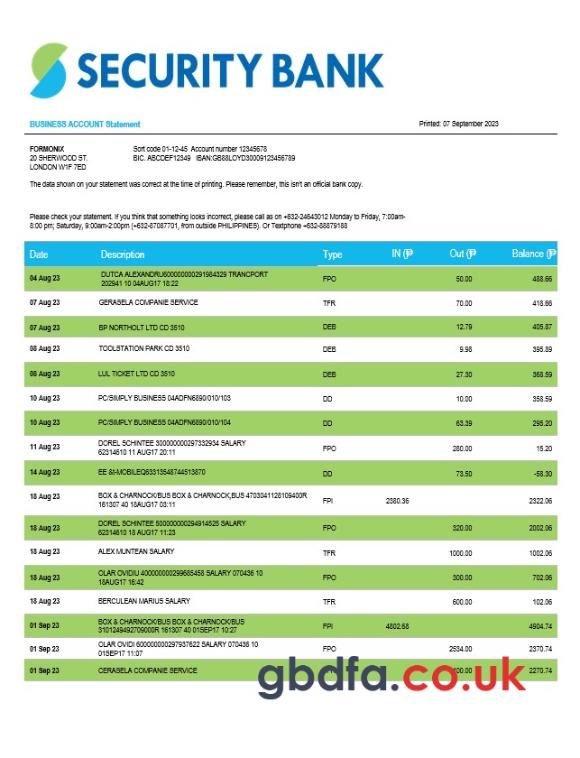 SECURITY BANK
BUSINESS ACCOUNT Statement Printed: 07 September 2023
FORMONIX Sort code 01-12-45 Account number 12345678
20 SHERWOOD ST. BIC. ABCDEF12349 IBAN:GB88LOYD30009123456789
LONDON W1F 7ED
The data shown on your statement was correct at the time of printing. Please remember, this isn't an official bank copy.
Please check your statement. If you think that something looks incorrect, please call as on +632-24643012 Monday to Friday, 7:00am-
8:00 pm; Saturday, 9:00am-2:00pm (+632-87087701, from outside PHILIPPINES). Or Textphone +632-88879188
Date Description Type IN (₱ Out (₱ Balance (₱
04 Aug 23 DUTCA ALEXANDRU600000000291984329 TRANCPORT FPO 50.00 488.66
202941 10 04AUG17 18:22
07 Aug 23 GERASELA COMPANIE SERVICE TFR 70.00 418.66
07 Aug 23 BP NORTHOLT LTD CD 3510 DEB 12.79 405.87
08 Aug 23 TOOLSTATION PARK CD 3510 DEB 9.98 395.89
08 Aug 23 LUL TICKET LTD CD 3510 DEB 27.30 368.59
10 Aug 23 PC/SIMPLY BUSINESS 04ADFN6890/010/103 DD 10.00 358.59
10 Aug 23 PC/SIMPLY BUSINESS 04ADFN6890/010/104 DD 63.39 295.20
11 Aug 23 DOREL SCHINTEE 300000000297332934 SALARY FPO 280.00 15.20
62314610 11 AUG17 20:11
14 Aug 23 EE &I-MOBILEQ63313548744513870 DD 73.50 -58.30
18 Aug 23 BOX & CHARNOCK/BUS BOX & CHARNOCK,BUS 4703041128109400R FPI 2380.36 2322.06
161307 40 18AUG17 03:11
18 Aug 23 DOREL SCHINTEE 500000000294914525 SALARY FPO 320.00 2002.06
62314610 18 AUG17 11:23
18 Aug 23 ALEX MUNTEAN SALARY TFR 1000.00 1002.06
18 Aug 23 OLAR OVIDIU 400000000299685458 SALARY 070436 10 FPO 300.00 702.06
18AUG17 16:42
18 Aug 23 BERCULEAN MARIUS SALARY TFR 600.00 102.06
01 Sep 23 BOX & CHARNOCK/BUS BOX & CHARNOCK/BUS FPI 4802.68 4904.74
3101249492709000R 161307 40 01SEP17 10:27
01 Sep 23 OLAR OVIDI 600000000297937622 SALARY 070436 10 FPO 2534.00 2370.74
01SEP17 11:07
01 Sep 23 CERASELA COMPANIE SERVICE 2270.74
gbdfa.co.uk